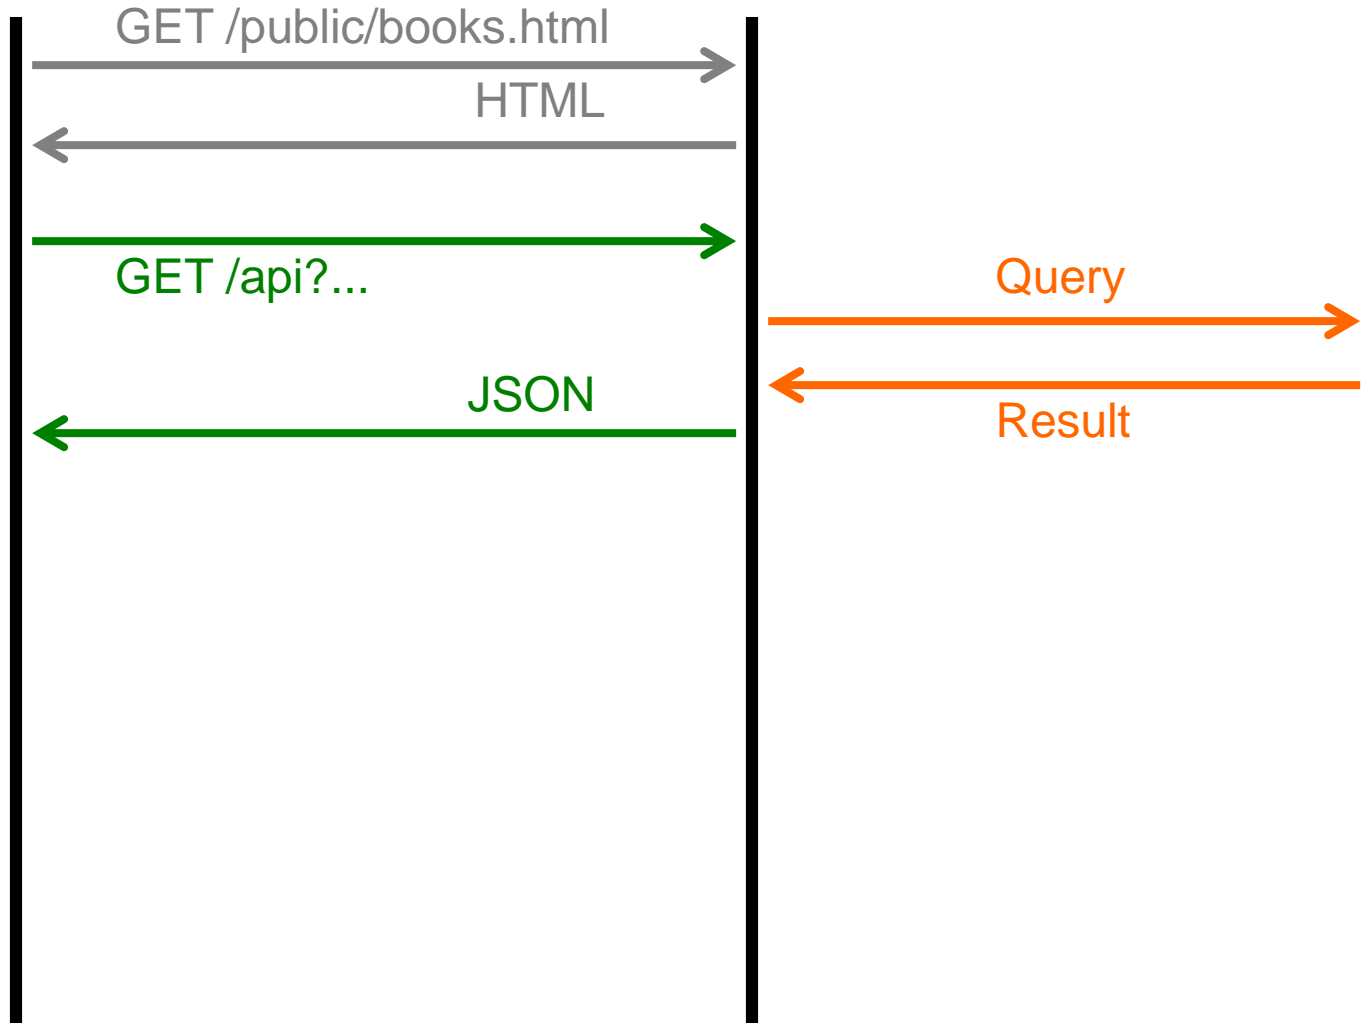 GET /public/books.html
HTML
GET /api?...
Query
JSON
Result